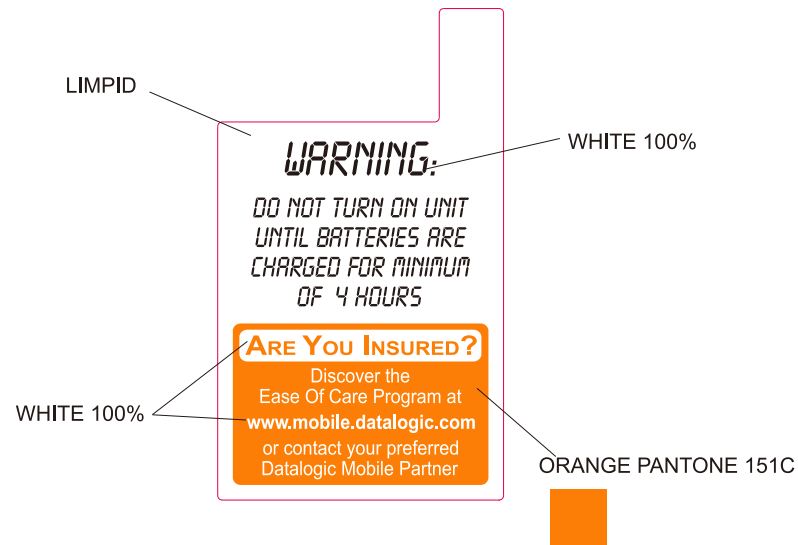 LIMPID
WARNING:
WHITE 100%
DO NOT TURN ON UNIT
UNTIL BATTERIES ARE
CHARGED FOR MINIMUM
OF 4 HOURS
ARE YOU INSURED?
Discover the
Ease Of Care Program at
WHITE 100%
www.mobile.datalogic.com
or contact your preferred
Datalogic Mobile Partner
ORANGE PANTONE 151C